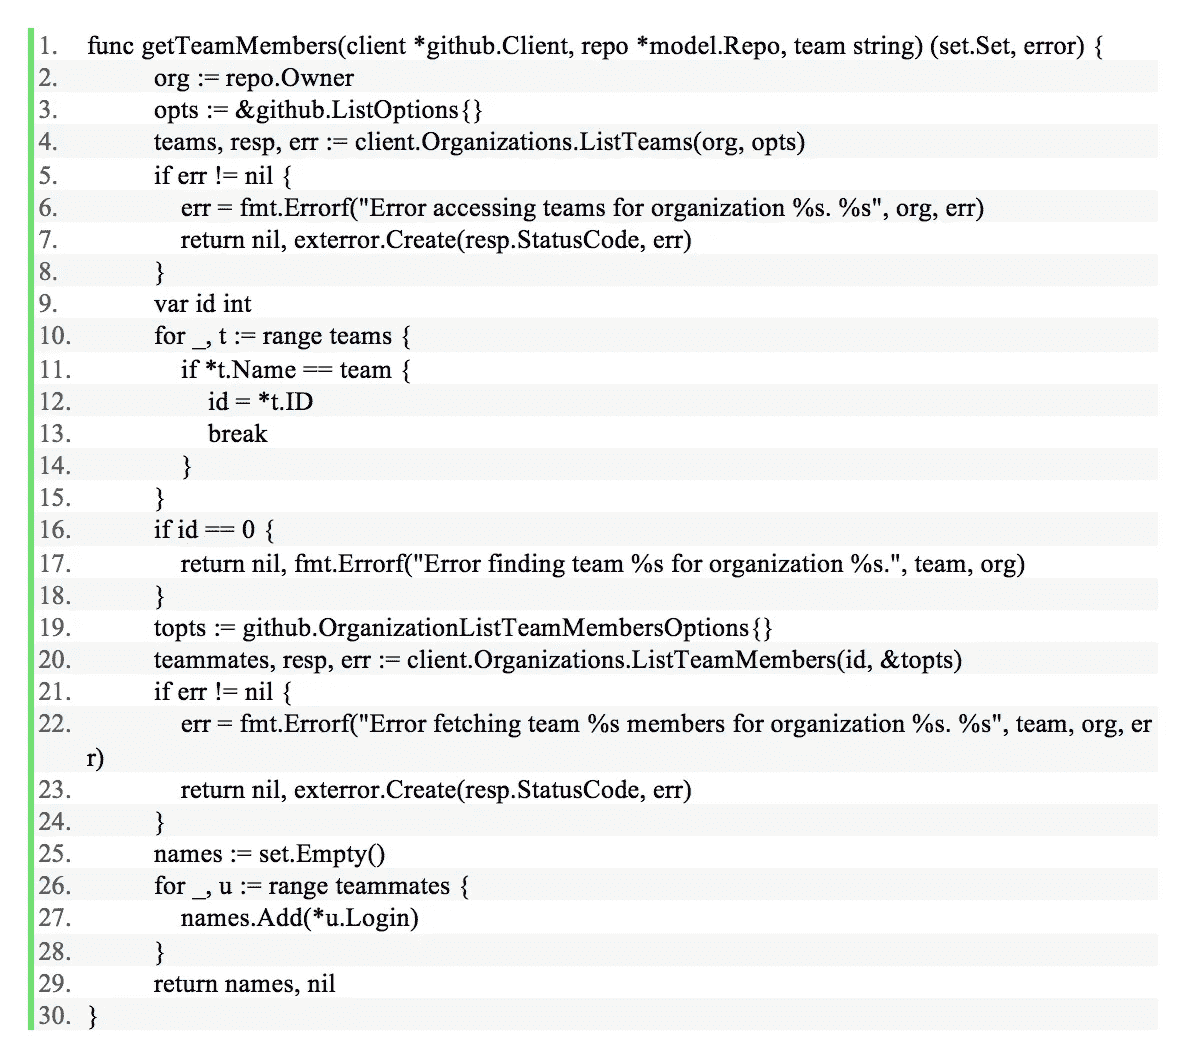 1. func getTeamMembers(client *github.Client, repo *model.Repo, team string) (set.Set, error) {
2. org := repo.Owner
3. opts := &github.ListOptions{}
4. teams, resp, err := client.Organizations.ListTeams(org, opts)
5. if err != nil {
6. err = fmt.Errorf("Error accessing teams for organization %s. %s", org, err)
7. return nil, exterror.Create(resp.StatusCode, err)
8. }
9. var id int
10. for _, t := range teams {
11. if *t.Name == team {
12. id = *t.ID
13. break
14. }
15. }
16. if id == 0 {
17. return nil, fmt.Errorf("Error finding team %s for organization %s.", team, org)
18. }
19. topts := github.OrganizationListTeamMembersOptions{}
20. teammates, resp, err := client.Organizations.ListTeamMembers(id, &topts)
21. if err != nil {
22. err = fmt.Errorf("Error fetching team %s members for organization %s. %s", team, org, er
r)
23. return nil, exterror.Create(resp.StatusCode, err)
24. }
25. names := set.Empty()
26. for _, u := range teammates {
27. names.Add(*u.Login)
28. }
29. return names, nil
30. }